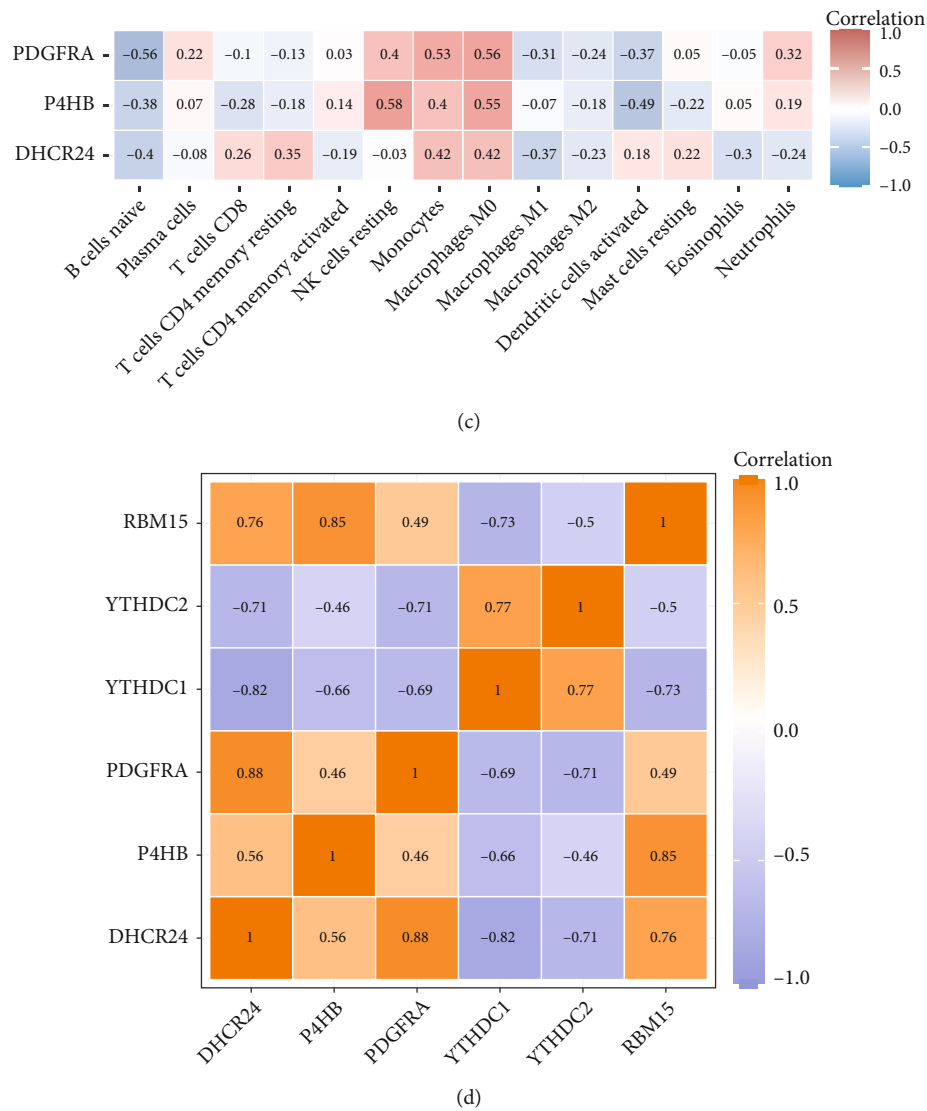 Correlation
PDGFRA –0.56 0.22 –0.1 –0.13 0.03 0.4 0.53 0.56 –0.31 –0.24 –0.37 0.05 –0.05 0.32
P4HB –0.38 0.07 –0.28 –0.18 0.14 0.58 0.4 0.55 –0.07 –0.18 –0.49 –0.22 0.05 0.19
DHCR24 –0.4 –0.08 0.26 0.35 –0.19 –0.03 0.42 0.42 –0.37 –0.23 0.18 0.22 –0.3 –0.24
1.0
0.5
0.0
–0.5
–1.0
B cells naive
Plasma cells
T cells CD8
T cells CD4 memory resting
T cells CD4 memory activated
NK cells resting
Monocytes
Macrophages M0
Macrophages M1
Macrophages M2
Dendritic cells activated
Mast cells resting
Eosinophils
Neutrophils
(c)
Correlation
RBM15 0.76 0.85 0.49 –0.73 –0.5 1
YTHDC2 –0.71 –0.46 –0.71 0.77 1 –0.5
YTHDC1 –0.82 –0.66 –0.69 1 0.77 –0.73
PDGFRA 0.88 0.46 1 –0.69 –0.71 0.49
P4HB 0.56 1 0.46 –0.66 –0.46 0.85
DHCR24 1 0.56 0.88 –0.82 –0.71 0.76
1.0
0.5
0.0
–0.5
–1.0
DHCR24
P4HB
PDGFRA
YTHDC1
YTHDC2
RBM15
(d)